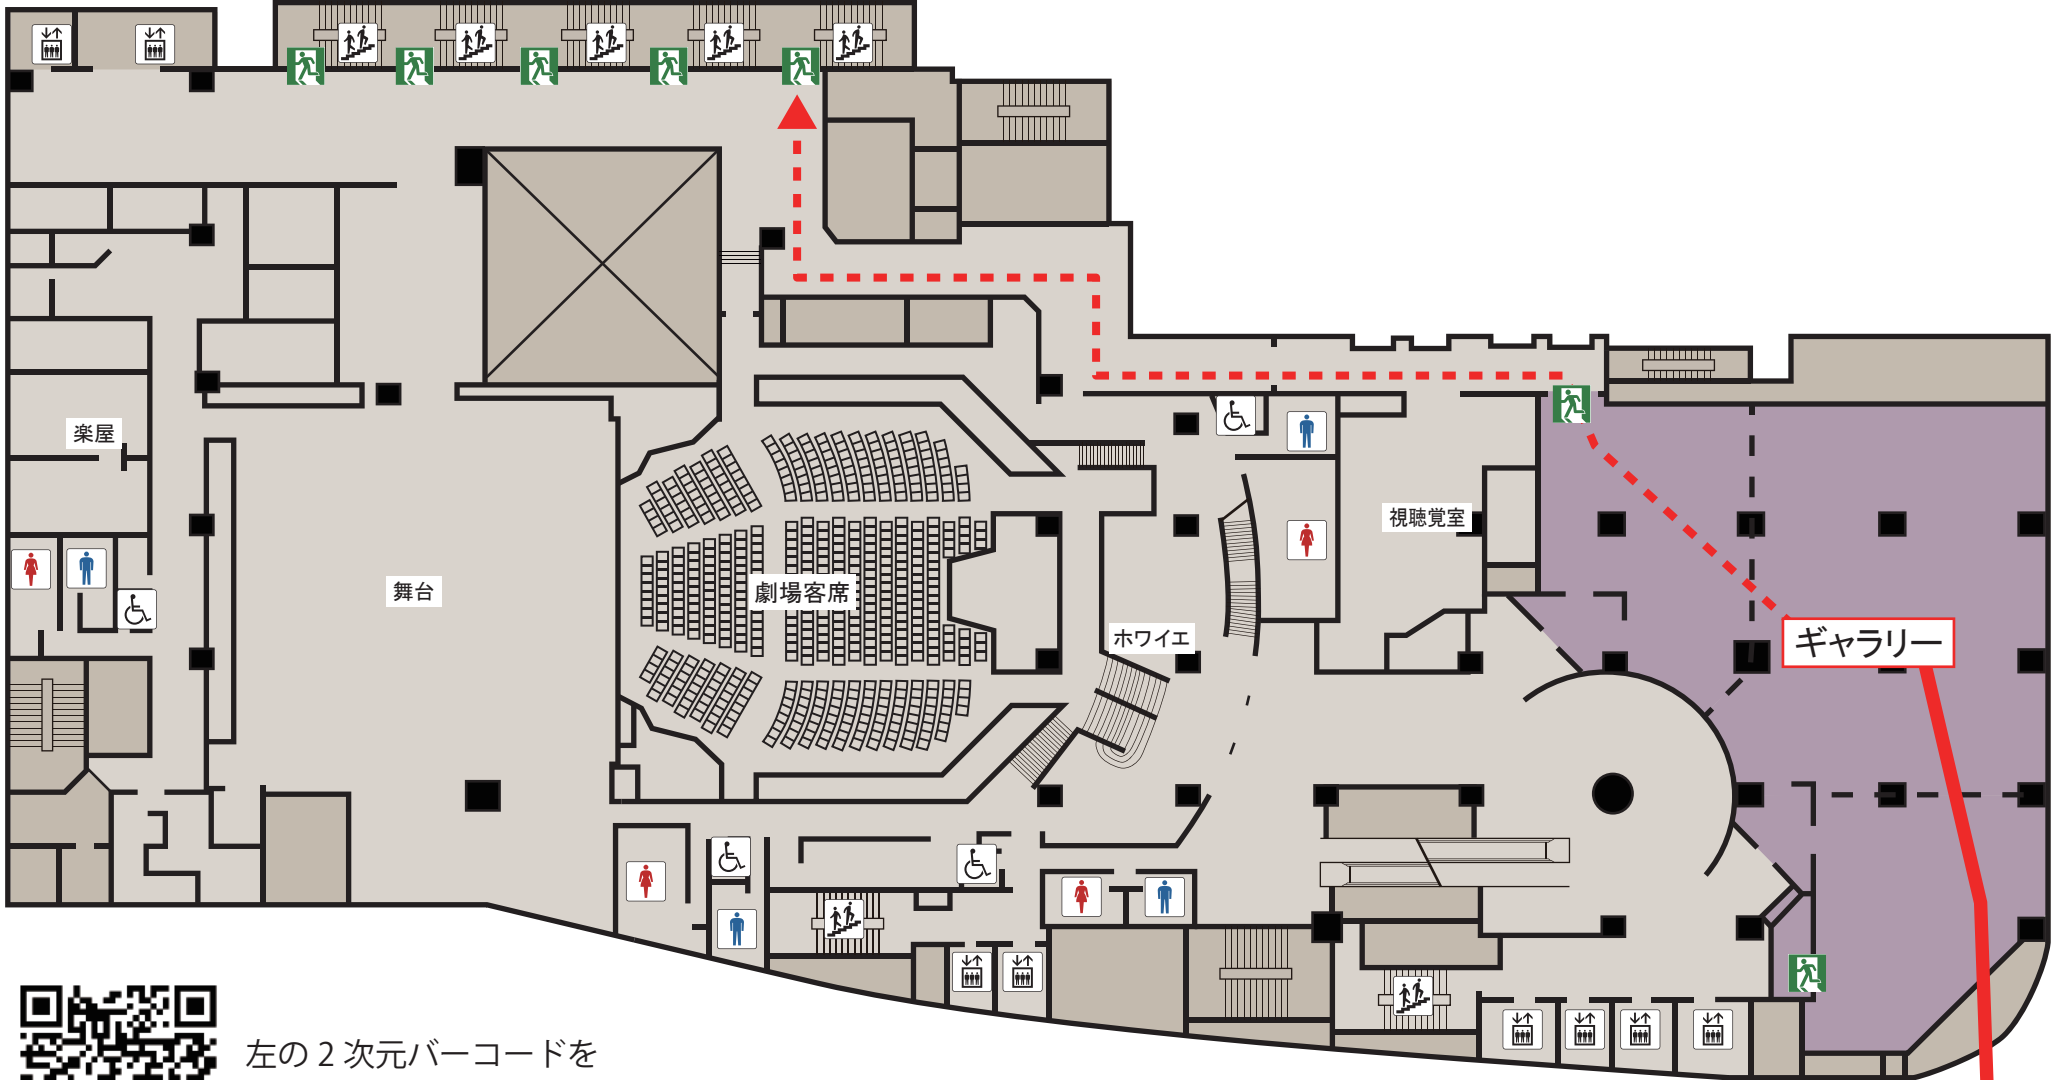 楽屋
舞台
劇場客席
ホワイエ
視聴覚室
ギャラリー
左の2次元バーコードを